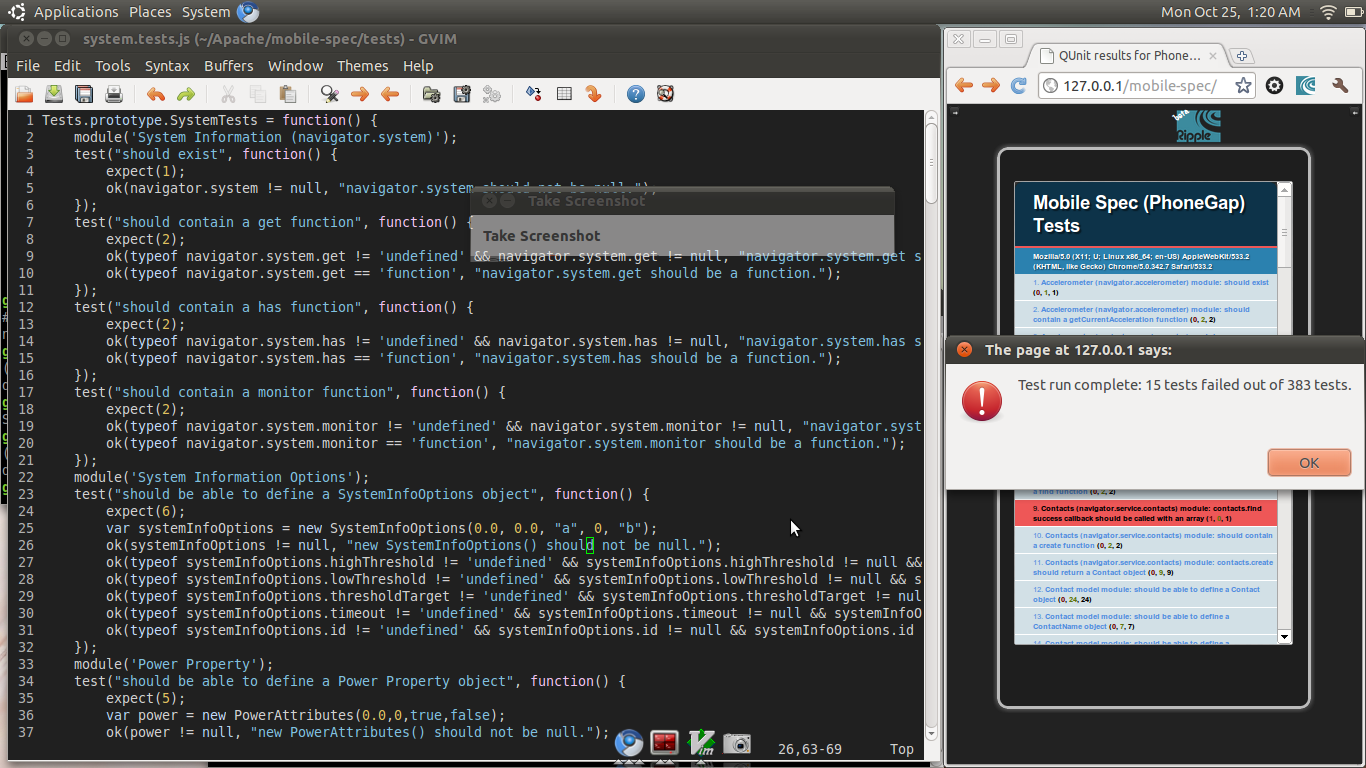 Applications Places System
Mon Oct 25, 1:20 AM
system.tests.js (~/Apache/mobile-spec/tests) - GVIM
File Edit Tools Syntax Buffers Window Themes Help
1 Tests.prototype.SystemTests = function() {
2 module('System Information (navigator.system)');
3 test("should exist", function() {
4 expect(1);
5 ok(navigator.system != null, "navigator.system should not be null.");
6 });
7 test("should contain a get function", function() {
8 expect(2);
9 ok(typeof navigator.system.get != 'undefined' && navigator.system.get != null, "navigator.system.get s
10 ok(typeof navigator.system.get == 'function', "navigator.system.get should be a function.");
11 });
12 test("should contain a has function", function() {
13 expect(2);
14 ok(typeof navigator.system.has != 'undefined' && navigator.system.has != null, "navigator.system.has s
15 ok(typeof navigator.system.has == 'function', "navigator.system.has should be a function.");
16 });
17 test("should contain a monitor function", function() {
18 expect(2);
19 ok(typeof navigator.system.monitor != 'undefined' && navigator.system.monitor != null, "navigator.syst
20 ok(typeof navigator.system.monitor == 'function', "navigator.system.monitor should be a function.");
21 });
22 module('System Information Options');
23 test("should be able to define a SystemInfoOptions object", function() {
24 expect(6);
25 var systemInfoOptions = new SystemInfoOptions(0.0, 0.0, "a", 0, "b");
26 ok(systemInfoOptions != null, "new SystemInfoOptions() should not be null.");
27 ok(typeof systemInfoOptions.highThreshold != 'undefined' && systemInfoOptions.highThreshold != null &&
28 ok(typeof systemInfoOptions.lowThreshold != 'undefined' && systemInfoOptions.lowThreshold != null && s
29 ok(typeof systemInfoOptions.thresholdTarget != 'undefined' && systemInfoOptions.thresholdTarget != nul
30 ok(typeof systemInfoOptions.timeout != 'undefined' && systemInfoOptions.timeout != null && systemInfoO
31 ok(typeof systemInfoOptions.id != 'undefined' && systemInfoOptions.id != null && systemInfoOptions.id
32 });
33 module('Power Property');
34 test("should be able to define a Power Property object", function() {
35 expect(5);
36 var power = new PowerAttributes(0.0,0,true,false);
37 ok(power != null, "new PowerAttributes() should not be null.");
26,63-69 Top
Take Screenshot
Take Screenshot
QUnit results for Phone...
127.0.0.1/mobile-spec/
beta
Ripple
Mobile Spec (PhoneGap)
Tests
Mozilla/5.0 (X11; U; Linux x86_64; en-US) AppleWebKit/533.2
(KHTML, like Gecko) Chrome/5.0.342.7 Safari/533.2
1. Accelerometer (navigator.accelerometer) module: should exist
(0, 1, 1)
2. Accelerometer (navigator.accelerometer) module: should
contain a getCurrentAcceleration function (0, 2, 2)
The page at 127.0.0.1 says:
Test run complete: 15 tests failed out of 383 tests.
OK
a find function (0, 2, 2)
9. Contacts (navigator.service.contacts) module: contacts.find
success callback should be called with an array (1, 0, 1)
10. Contacts (navigator.service.contacts) module: should contain
a create function (0, 2, 2)
11. Contacts (navigator.service.contacts) module: contacts.create
should return a Contact object (0, 9, 9)
12. Contact model module: should be able to define a Contact
object (0, 24, 24)
13. Contact model module: should be able to define a
ContactName object (0, 7, 7)
14. Contact model module: should be able to define a